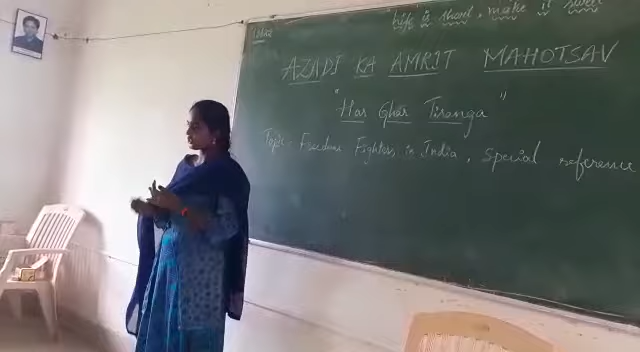 life is short, make it sweet
AZADI KA AMRIT MAHOTSAV
"Har Ghar Tiranga"
Topic: Freedom Fighters in India, Special reference